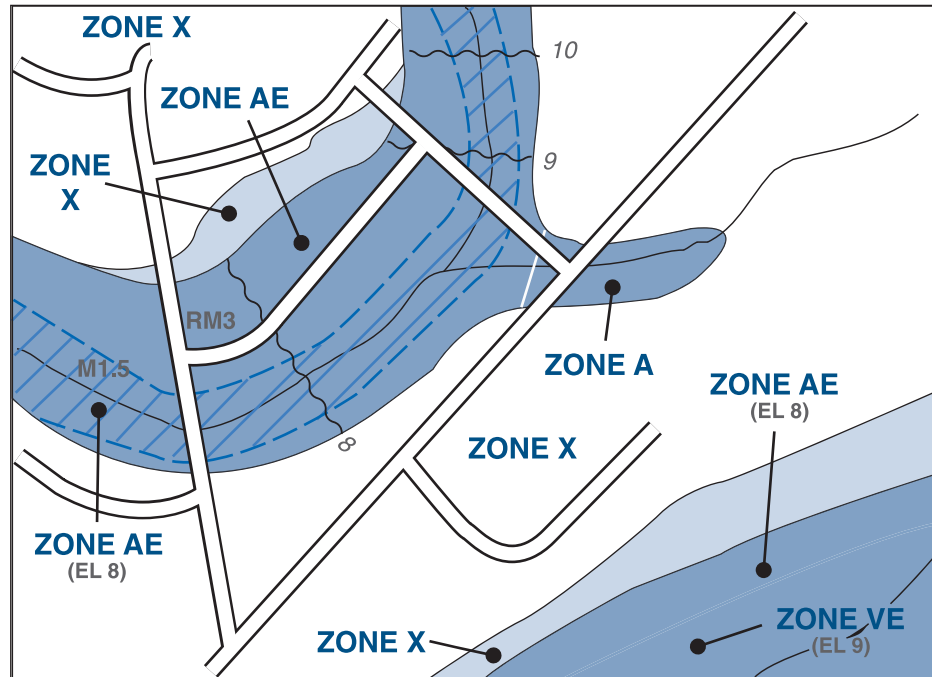 ZONE X
10
ZONE AE
9
ZONE
X
RM3
M1.5
ZONE A
ZONE AE
(EL 8)
8
ZONE X
ZONE AE
(EL 8)
ZONE VE
(EL 9)
ZONE X